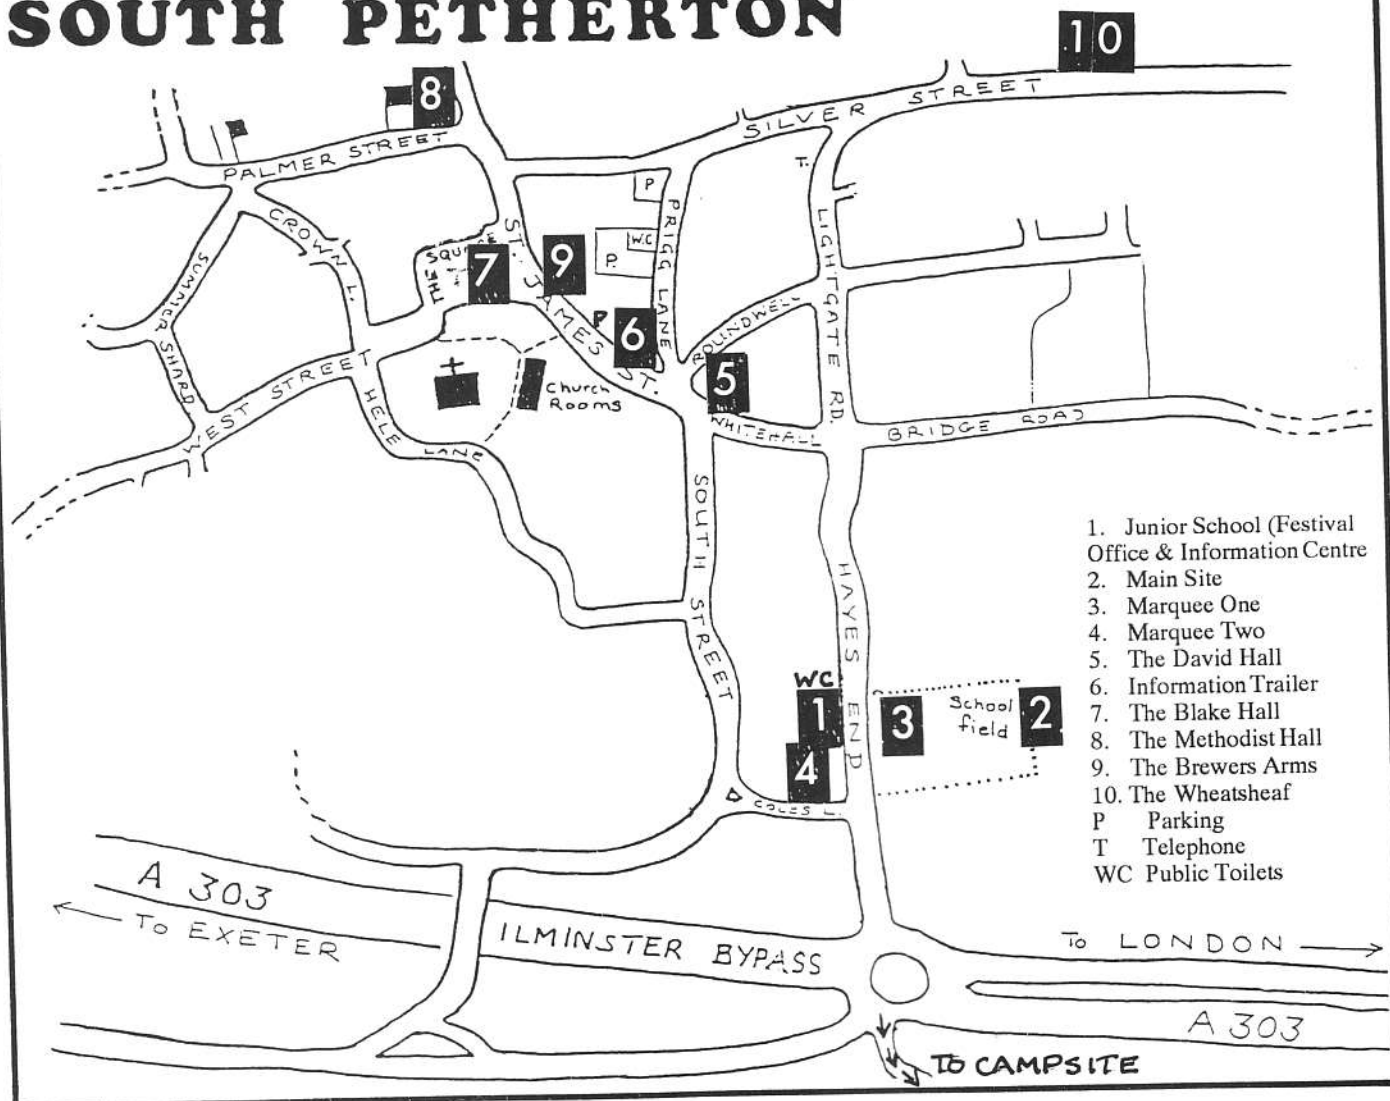 SOUTH PETHERTON
10
8
SILVER STREET
PALMER STREET
T.
P
CROWN L.
PRIGG LANE
LIGHTGATE RD.
ST. JAMES ST.
W.C
P.
THE SQUARE
7
9
SUMMER SHARD.
P
6
ROUNDWELL
5
WEST STREET
Church
Rooms
HELE LANE
WHITEHALL
BRIDGE ROAD
SOUTH STREET
HAYES END
WC
1
3
School
field
2
4
COLES L.
1. Junior School (Festival
Office & Information Centre
2. Main Site
3. Marquee One
4. Marquee Two
5. The David Hall
6. Information Trailer
7. The Blake Hall
8. The Methodist Hall
9. The Brewers Arms
10. The Wheatsheaf
P Parking
T Telephone
WC Public Toilets
A 303
TO EXETER
ILMINSTER BYPASS
TO LONDON
A 303
TO CAMPSITE